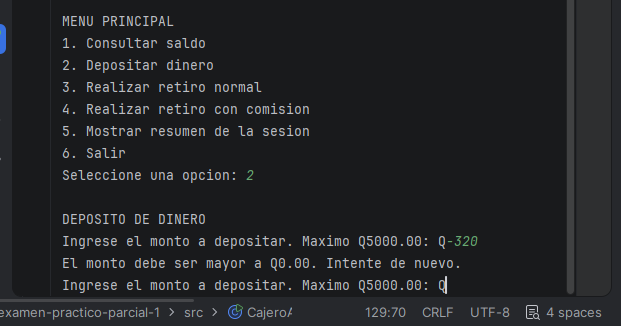 MENU PRINCIPAL
1. Consultar saldo
2. Depositar dinero
3. Realizar retiro normal
4. Realizar retiro con comision
5. Mostrar resumen de la sesion
6. Salir
Seleccione una opcion: 2
DEPOSITO DE DINERO
Ingrese el monto a depositar. Maximo Q5000.00: Q-320
El monto debe ser mayor a Q0.00. Intente de nuevo.
Ingrese el monto a depositar. Maximo Q5000.00: Q
examen-practico-parcial-1 > src > CajeroA 129:70 CRLF UTF-8 4 spaces